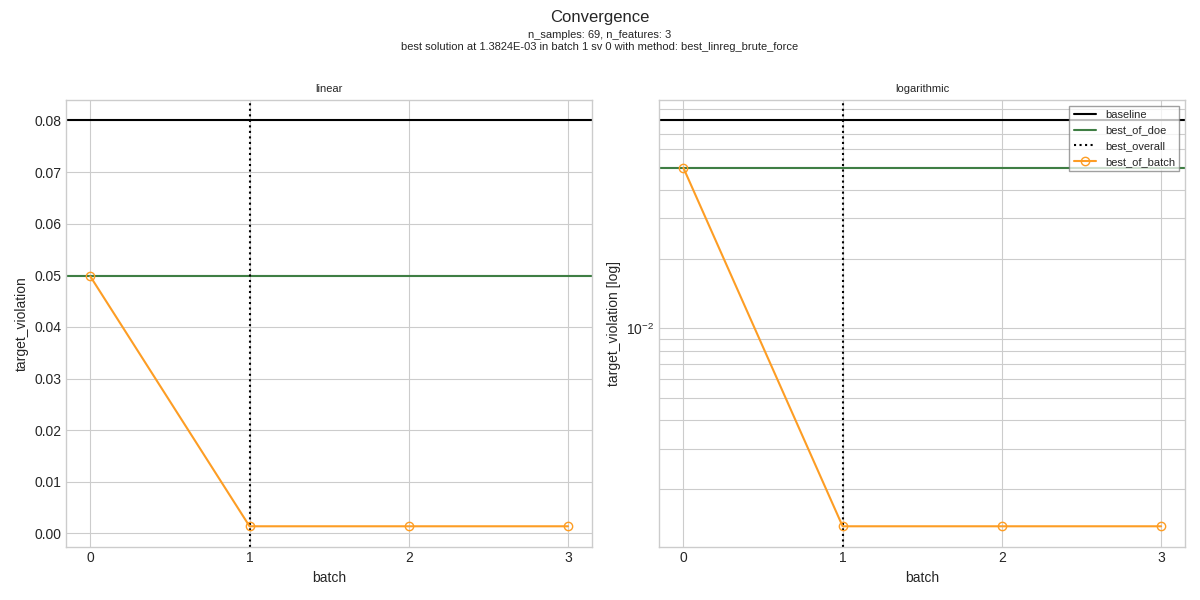 Convergence
n_samples: 69, n_features: 3
best solution at 1.3824E-03 in batch 1 sv 0 with method: best_linreg_brute_force
linear
0.08
0.07
0.06
0.05
0.04
0.03
0.02
0.01
0.00
target_violation
0 1 2 3
batch
logarithmic
baseline
best_of_doe
best_overall
best_of_batch
10⁻²
target_violation [log]
0 1 2 3
batch